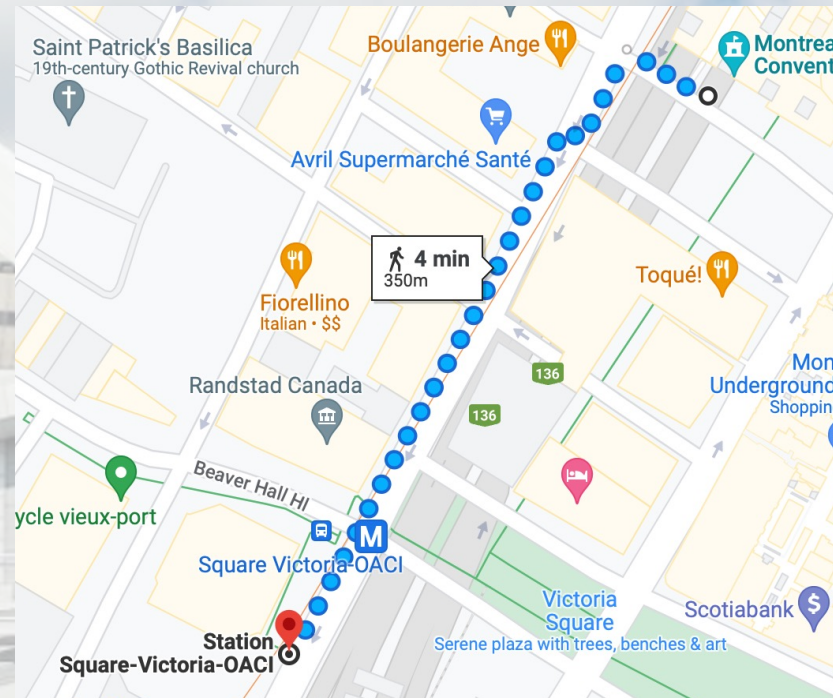 Saint Patrick's Basilica
19th-century Gothic Revival church
Boulangerie Ange
Montrea
Convent
Avril Supermarché Santé
4 min
350m
Toqué!
Fiorellino
Italian • $$
136
Mon
Underground
Shoppin
Randstad Canada
136
Beaver Hall Hl
ycle vieux-port
M
Square Victoria-OACI
Victoria
Square
Serene plaza with trees, benches & art
Scotiabank
$
Station
Square-Victoria-OACI